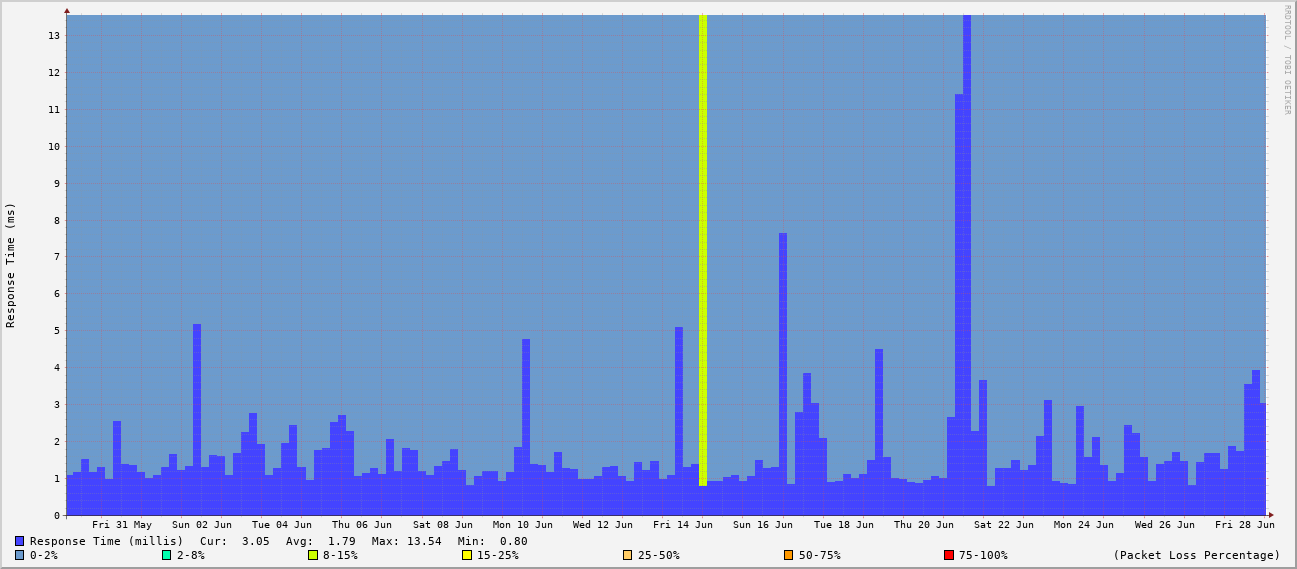 RRDTOOL / TOBI OETIKER
Response Time (ms)
13
12
11
10
9
8
7
6
5
4
3
2
1
0
Fri 31 May Sun 02 Jun Tue 04 Jun Thu 06 Jun Sat 08 Jun Mon 10 Jun Wed 12 Jun Fri 14 Jun Sun 16 Jun Tue 18 Jun Thu 20 Jun Sat 22 Jun Mon 24 Jun Wed 26 Jun Fri 28 Jun
Response Time (millis) Cur: 3.05 Avg: 1.79 Max: 13.54 Min: 0.80
0-2% 2-8% 8-15% 15-25% 25-50% 50-75% 75-100% (Packet Loss Percentage)